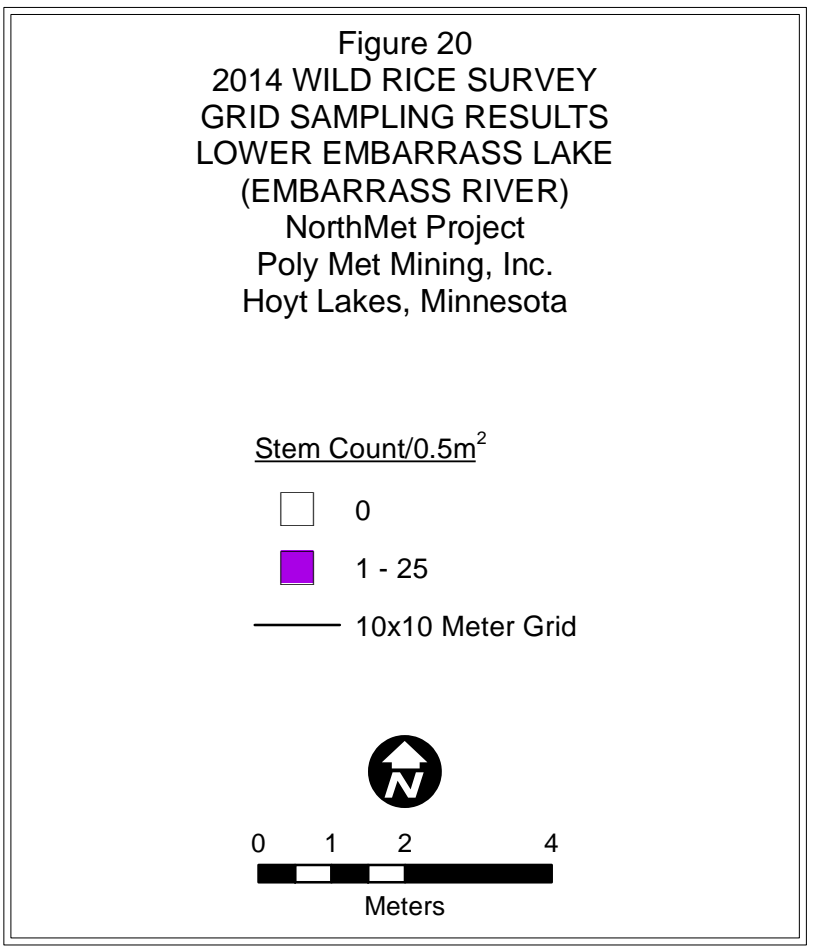 Figure 20
2014 WILD RICE SURVEY
GRID SAMPLING RESULTS
LOWER EMBARRASS LAKE
(EMBARRASS RIVER)
NorthMet Project
Poly Met Mining, Inc.
Hoyt Lakes, Minnesota
Stem Count/0.5m²
0
1 - 25
10x10 Meter Grid
N
0 1 2 4
Meters